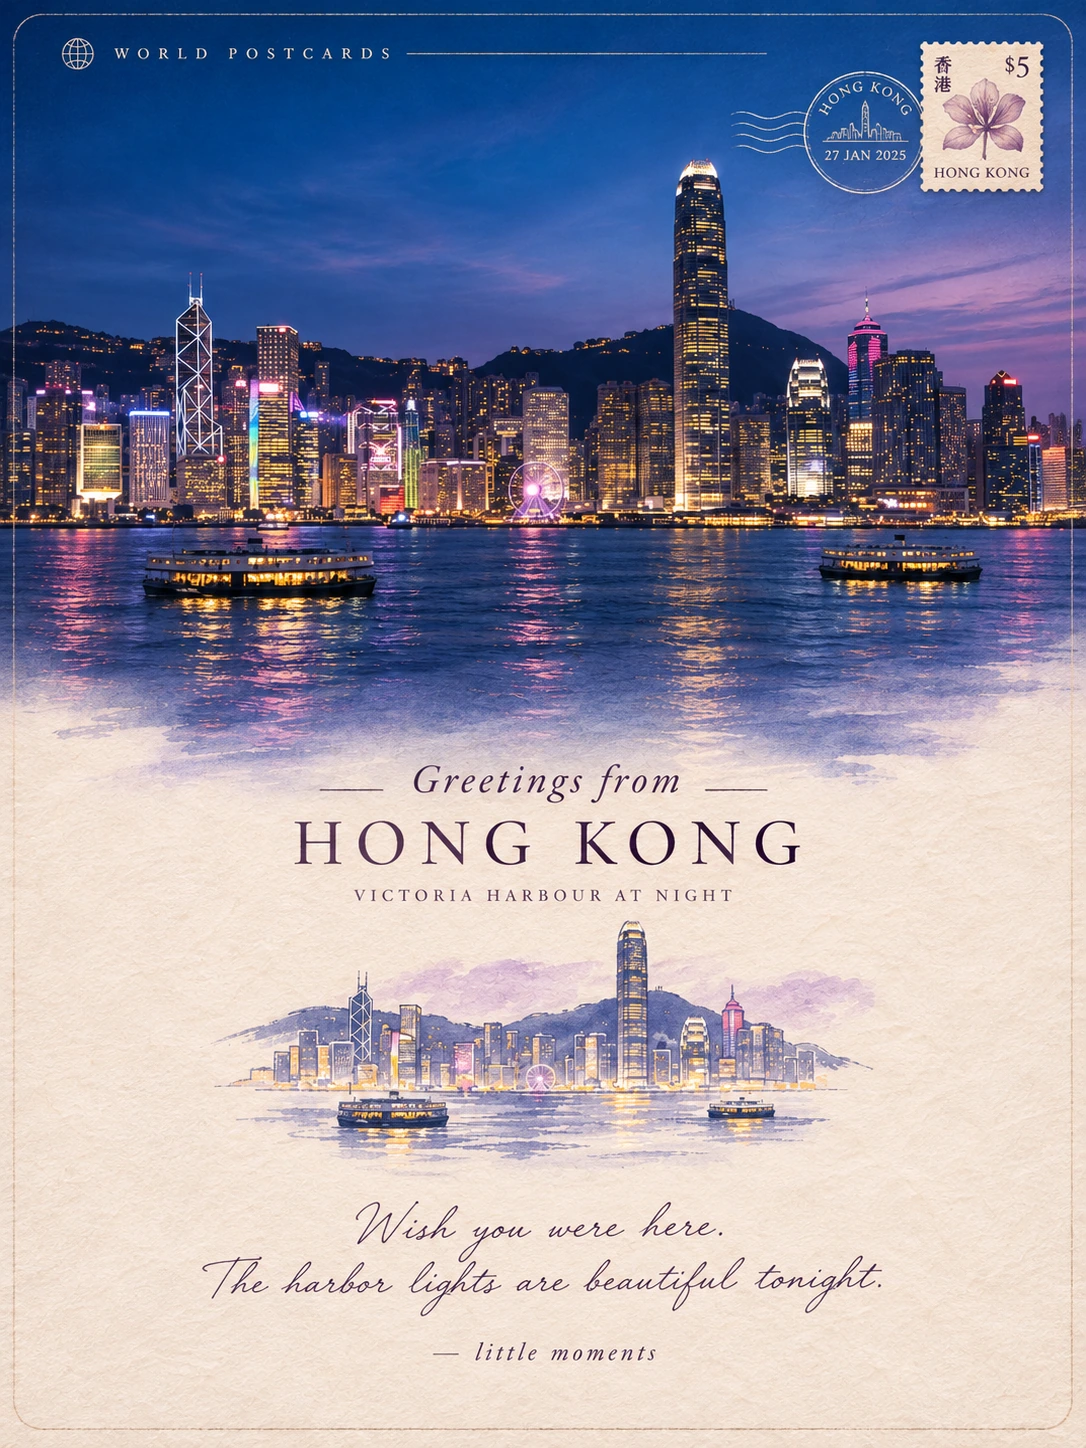 WORLD POSTCARDS
HONG KONG
27 JAN 2025
香港
$5
HONG KONG
Greetings from
HONG KONG
VICTORIA HARBOUR AT NIGHT
Wish you were here.
The harbor lights are beautiful tonight.
— little moments